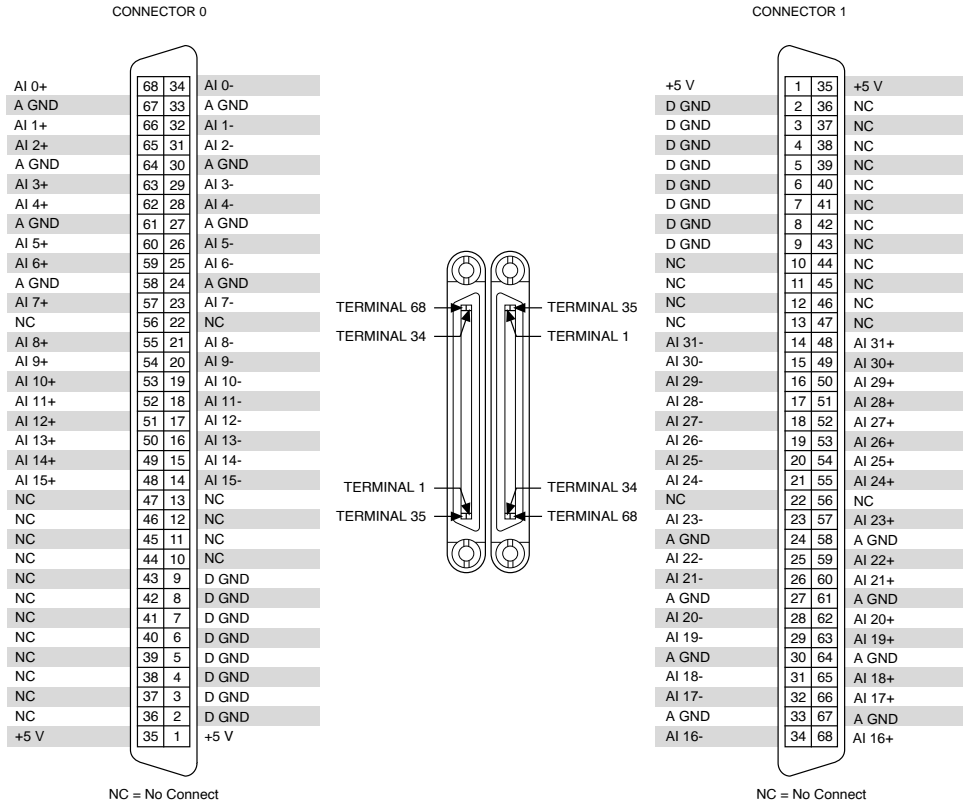 CONNECTOR 0
AI 0+ 68 34 AI 0-
A GND 67 33 A GND
AI 1+ 66 32 AI 1-
AI 2+ 65 31 AI 2-
A GND 64 30 A GND
AI 3+ 63 29 AI 3-
AI 4+ 62 28 AI 4-
A GND 61 27 A GND
AI 5+ 60 26 AI 5-
AI 6+ 59 25 AI 6-
A GND 58 24 A GND
AI 7+ 57 23 AI 7-
NC 56 22 NC
AI 8+ 55 21 AI 8-
AI 9+ 54 20 AI 9-
AI 10+ 53 19 AI 10-
AI 11+ 52 18 AI 11-
AI 12+ 51 17 AI 12-
AI 13+ 50 16 AI 13-
AI 14+ 49 15 AI 14-
AI 15+ 48 14 AI 15-
NC 47 13 NC
NC 46 12 NC
NC 45 11 NC
NC 44 10 NC
NC 43 9 D GND
NC 42 8 D GND
NC 41 7 D GND
NC 40 6 D GND
NC 39 5 D GND
NC 38 4 D GND
NC 37 3 D GND
NC 36 2 D GND
+5 V 35 1 +5 V
NC = No Connect
TERMINAL 68
TERMINAL 34
TERMINAL 35
TERMINAL 1
TERMINAL 1
TERMINAL 35
TERMINAL 34
TERMINAL 68
CONNECTOR 1
+5 V 1 35 +5 V
D GND 2 36 NC
D GND 3 37 NC
D GND 4 38 NC
D GND 5 39 NC
D GND 6 40 NC
D GND 7 41 NC
D GND 8 42 NC
D GND 9 43 NC
NC 10 44 NC
NC 11 45 NC
NC 12 46 NC
NC 13 47 NC
AI 31- 14 48 AI 31+
AI 30- 15 49 AI 30+
AI 29- 16 50 AI 29+
AI 28- 17 51 AI 28+
AI 27- 18 52 AI 27+
AI 26- 19 53 AI 26+
AI 25- 20 54 AI 25+
AI 24- 21 55 AI 24+
NC 22 56 NC
AI 23- 23 57 AI 23+
A GND 24 58 A GND
AI 22- 25 59 AI 22+
AI 21- 26 60 AI 21+
A GND 27 61 A GND
AI 20- 28 62 AI 20+
AI 19- 29 63 AI 19+
A GND 30 64 A GND
AI 18- 31 65 AI 18+
AI 17- 32 66 AI 17+
A GND 33 67 A GND
AI 16- 34 68 AI 16+
NC = No Connect